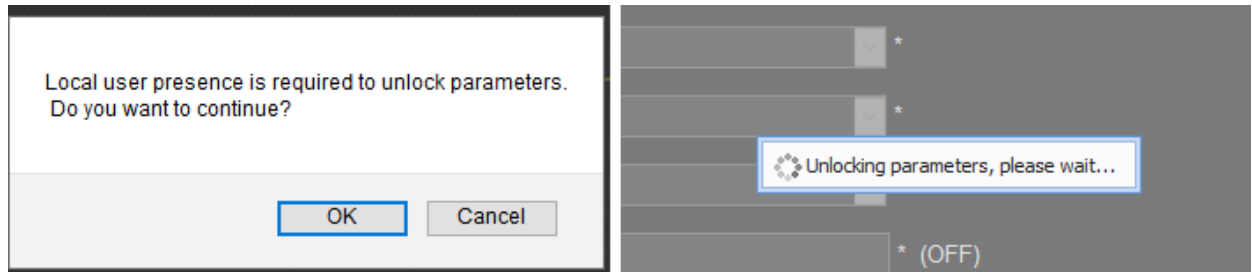 Local user presence is required to unlock parameters.
Do you want to continue?
OK
Cancel
*
*
Unlocking parameters, please wait...
* (OFF)